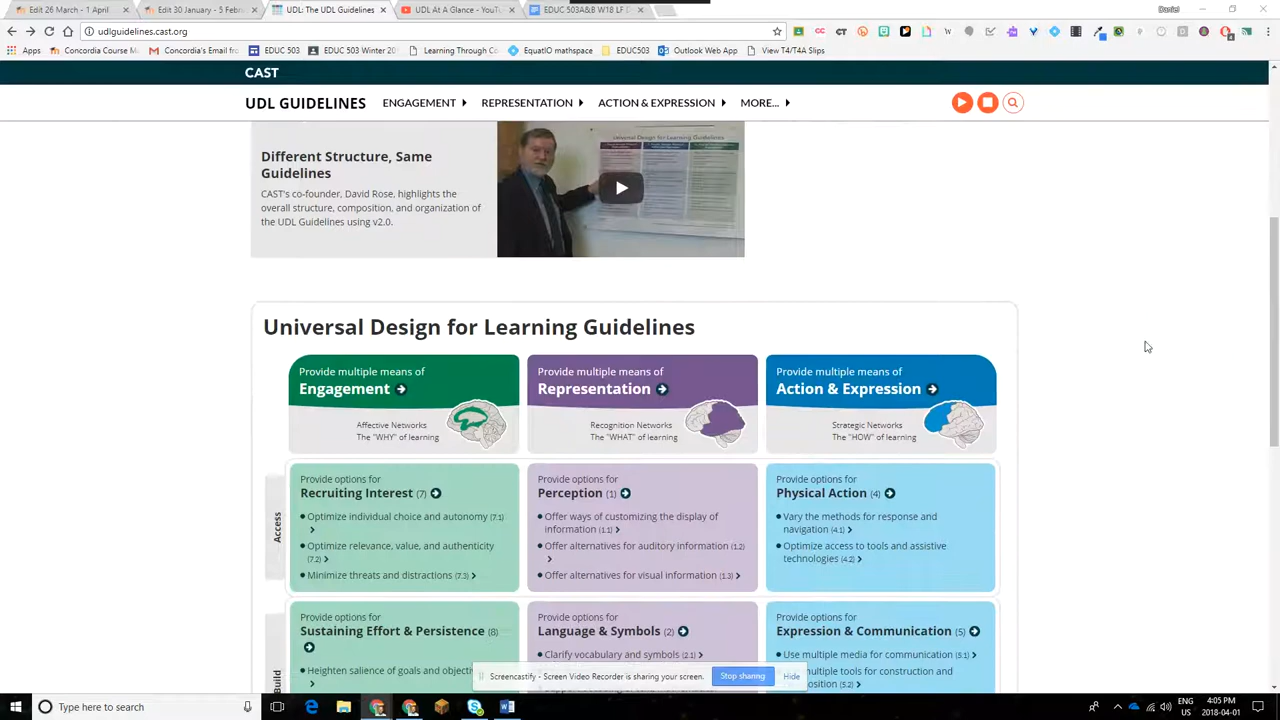 Edit 26 March - 1 April
Edit 30 January - 5 Febru
UDL: The UDL Guidelines
UDL At A Glance - YouTu
EDUC 503A&B W18 LF D
Daniel
udlguidelines.cast.org
Apps
Concordia Course M
Concordia's Email fro
EDUC 503
EDUC 503 Winter 20
Learning Through Co
EquatIO mathspace
EDUC503
Outlook Web App
View T4/T4A Slips
CAST
UDL GUIDELINES
ENGAGEMENT
REPRESENTATION
ACTION & EXPRESSION
MORE...
Different Structure, Same
Guidelines
CAST's co-founder, David Rose, highlights the
overall structure, composition, and organization of
the UDL Guidelines using v2.0.
Universal Design for Learning Guidelines
Universal Design for Learning Guidelines
Provide multiple means of
Engagement
Affective Networks
The "WHY" of learning
Provide multiple means of
Representation
Recognition Networks
The "WHAT" of learning
Provide multiple means of
Action & Expression
Strategic Networks
The "HOW" of learning
Access
Provide options for
Recruiting Interest (7)
Optimize individual choice and autonomy (7.1)
Optimize relevance, value, and authenticity
(7.2)
Minimize threats and distractions (7.3)
Provide options for
Perception (1)
Offer ways of customizing the display of
information (1.1)
Offer alternatives for auditory information (1.2)
Offer alternatives for visual information (1.3)
Provide options for
Physical Action (4)
Vary the methods for response and
navigation (4.1)
Optimize access to tools and assistive
technologies (4.2)
Build
Provide options for
Sustaining Effort & Persistence (8)
Heighten salience of goals and objecti
Provide options for
Language & Symbols (2)
Clarify vocabulary and symbols (2.1)
Provide options for
Expression & Communication (5)
Use multiple media for communication (5.1)
multiple tools for construction and
position (5.2)
Screencastify - Screen Video Recorder is sharing your screen.
Stop sharing
Hide
Type here to search
ENG
US
4:05 PM
2018-04-01